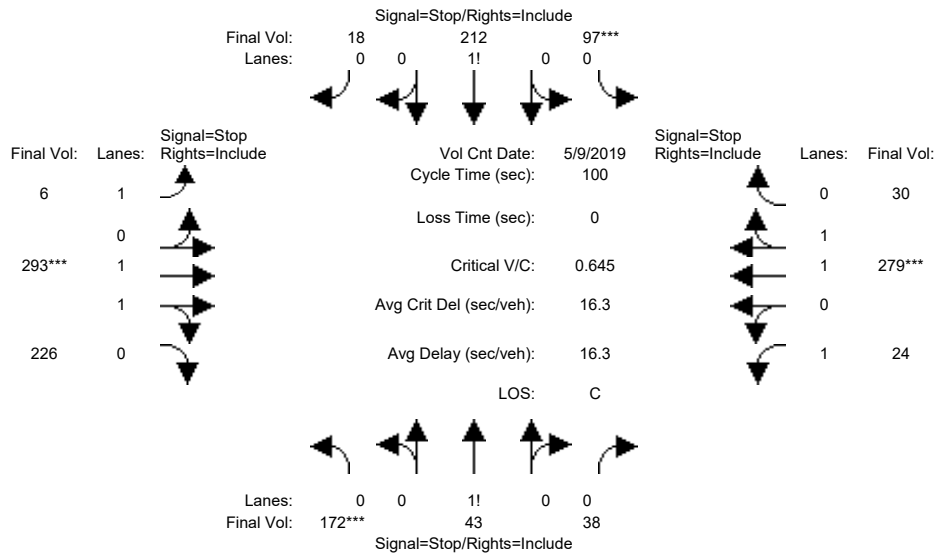 Signal=Stop/Rights=Include
Final Vol: 18 212 97***
Lanes: 0 0 1! 0 0
Signal=Stop Signal=Stop
Final Vol: Lanes: Rights=Include Vol Cnt Date: 5/9/2019 Rights=Include Lanes: Final Vol:
Cycle Time (sec): 100
6 1 0 30
Loss Time (sec): 0
0 1
293*** 1 Critical V/C: 0.645 1 279***
1 Avg Crit Del (sec/veh): 16.3 0
226 0 Avg Delay (sec/veh): 16.3 1 24
LOS: C
Lanes: 0 0 1! 0 0
Final Vol: 172*** 43 38
Signal=Stop/Rights=Include